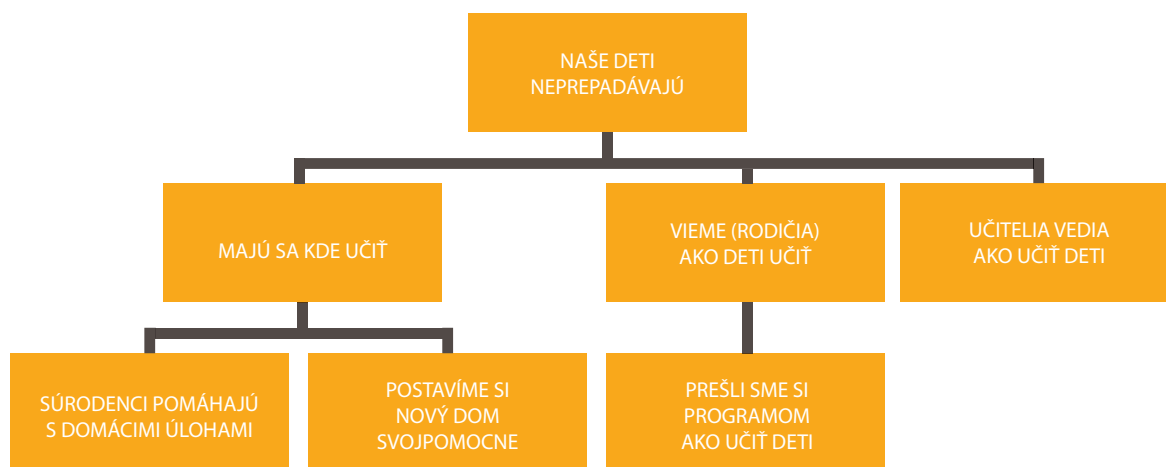 NAŠE DETI
NEPREPADÁVAJÚ
MAJÚ SA KDE UČIŤ
VIEME (RODIČIA)
AKO DETI UČIŤ
UČITELIA VEDIA
AKO UČIŤ DETI
SÚRODENCI POMÁHAJÚ
S DOMÁCIMI ÚLOHAMI
POSTAVÍME SI
NOVÝ DOM
SVOJPOMOCNE
PREŠLI SME SI
PROGRAMOM
AKO UČIŤ DETI